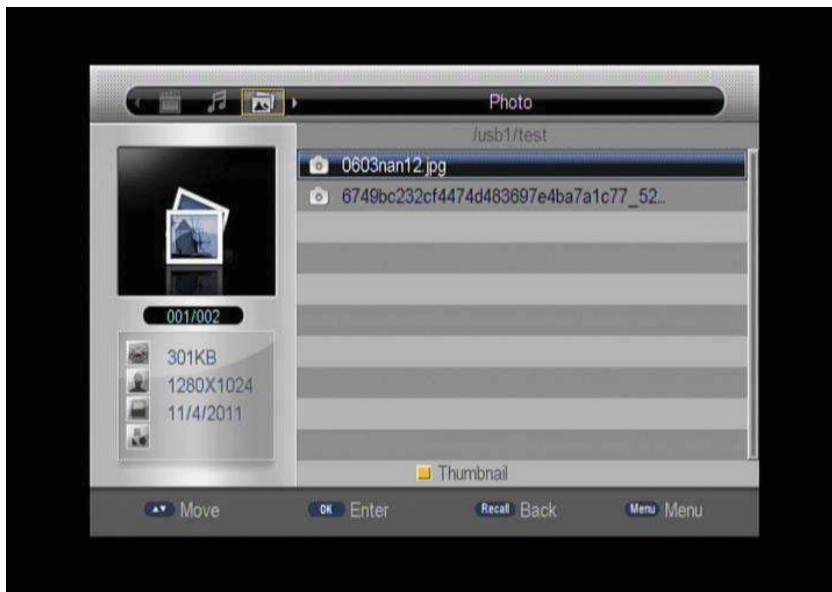 Photo
/usb1/test
0603nan12.jpg
6749bc232cf4474d483697e4ba7a1c77_52...
001/002
301KB
1280X1024
11/4/2011
Thumbnail
Move OK Enter Recall Back Menu Menu